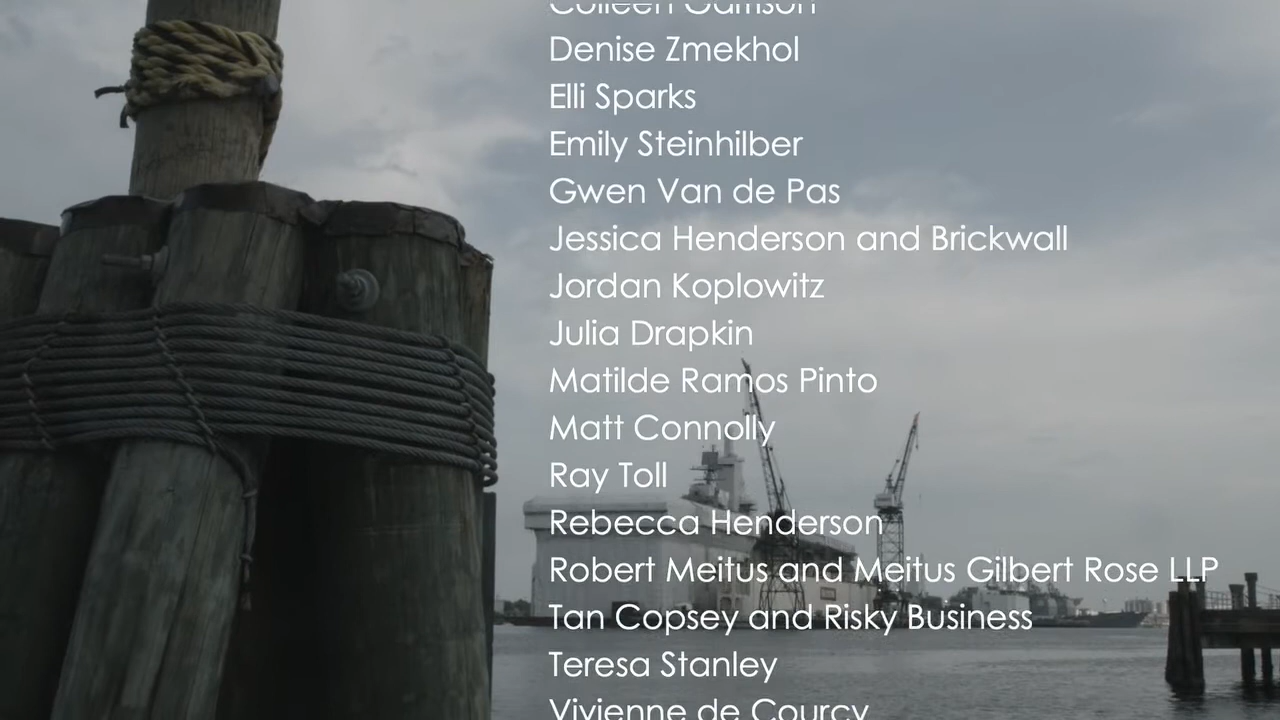 Denise Zmekhol
Elli Sparks
Emily Steinhilber
Gwen Van de Pas
Jessica Henderson and Brickwall
Jordan Koplowitz
Julia Drapkin
Matilde Ramos Pinto
Matt Connolly
Ray Toll
Rebecca Henderson
Robert Meitus and Meitus Gilbert Rose LLP
Tan Copsey and Risky Business
Teresa Stanley
Vivienne de Courcy